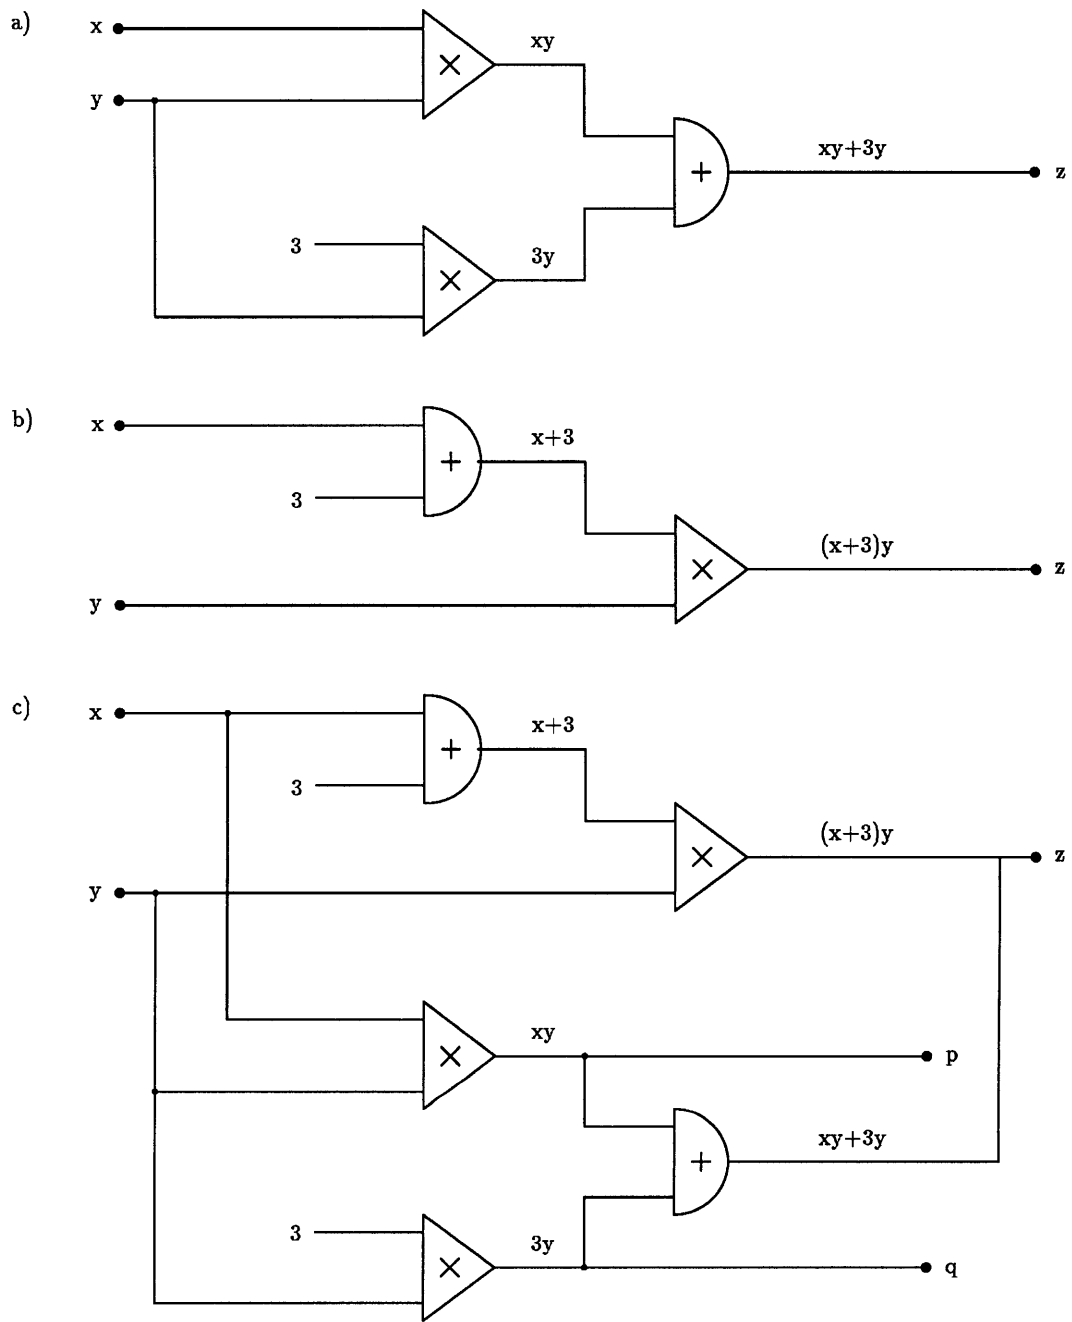 a)
x
xy
y
×
xy+3y
+
z
3
3y
×
b)
x
x+3
+
3
(x+3)y
×
z
y
c)
x
x+3
+
3
(x+3)y
×
z
y
xy
×
p
xy+3y
+
3
3y
×
q